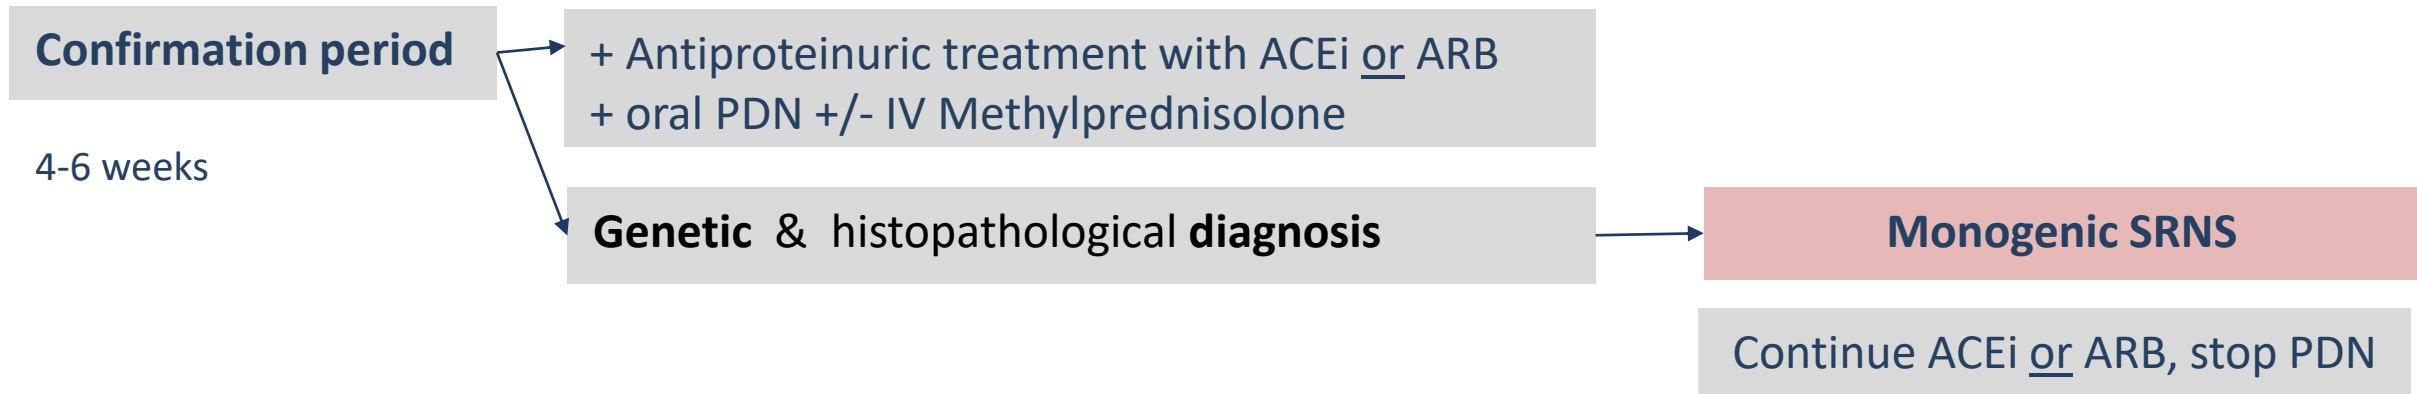 Confirmation period
4-6 weeks
+ Antiproteinuric treatment with ACEi or ARB
+ oral PDN +/- IV Methylprednisolone
Genetic & histopathological diagnosis
Monogenic SRNS
Continue ACEi or ARB, stop PDN